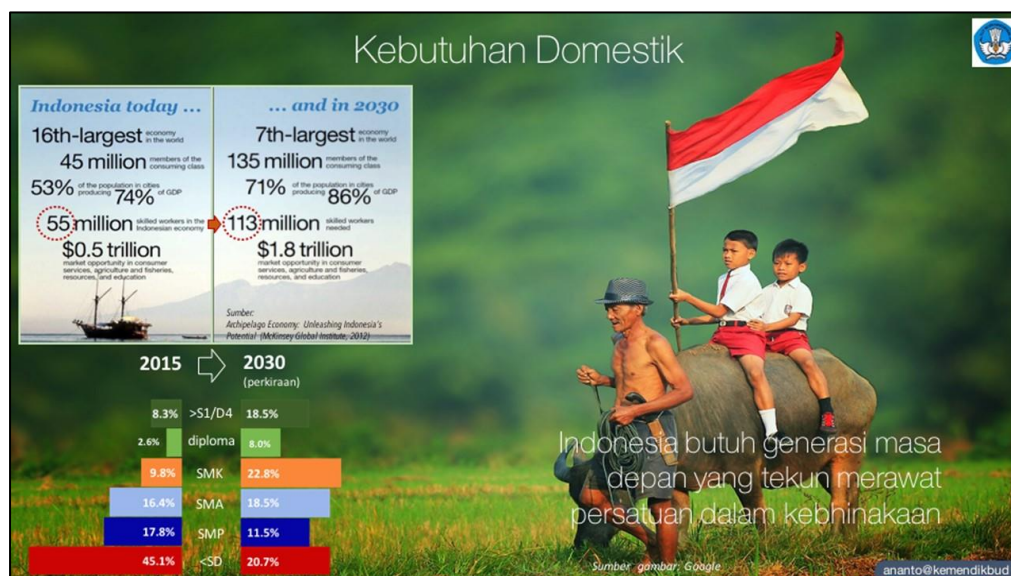 Kebutuhan Domestik
Indonesia today ...
16th-largest economy in the world
45 million members of the consuming class
53% of the population in cities producing 74% of GDP
55 million skilled workers in the Indonesian economy
$0.5 trillion
market opportunity in consumer
services, agriculture and fisheries,
resources, and education
... and in 2030
7th-largest economy in the world
135 million members of the consuming class
71% of the population in cities producing 86% of GDP
113 million skilled workers needed
$1.8 trillion
market opportunity in consumer
services, agriculture and fisheries,
resources, and education
Sumber:
Archipelago Economy: Unleashing Indonesia's
Potential (McKinsey Global Institute, 2012)
2015 2030
(perkiraan)
8.3% >S1/D4 18.5%
2.6% diploma 8.0%
9.8% SMK 22.8%
16.4% SMA 18.5%
17.8% SMP 11.5%
45.1% <SD 20.7%
Indonesia butuh generasi masa
depan yang tekun merawat
persatuan dalam kebhinakaan
Sumber gambar: Google
ananto@kemendikbud